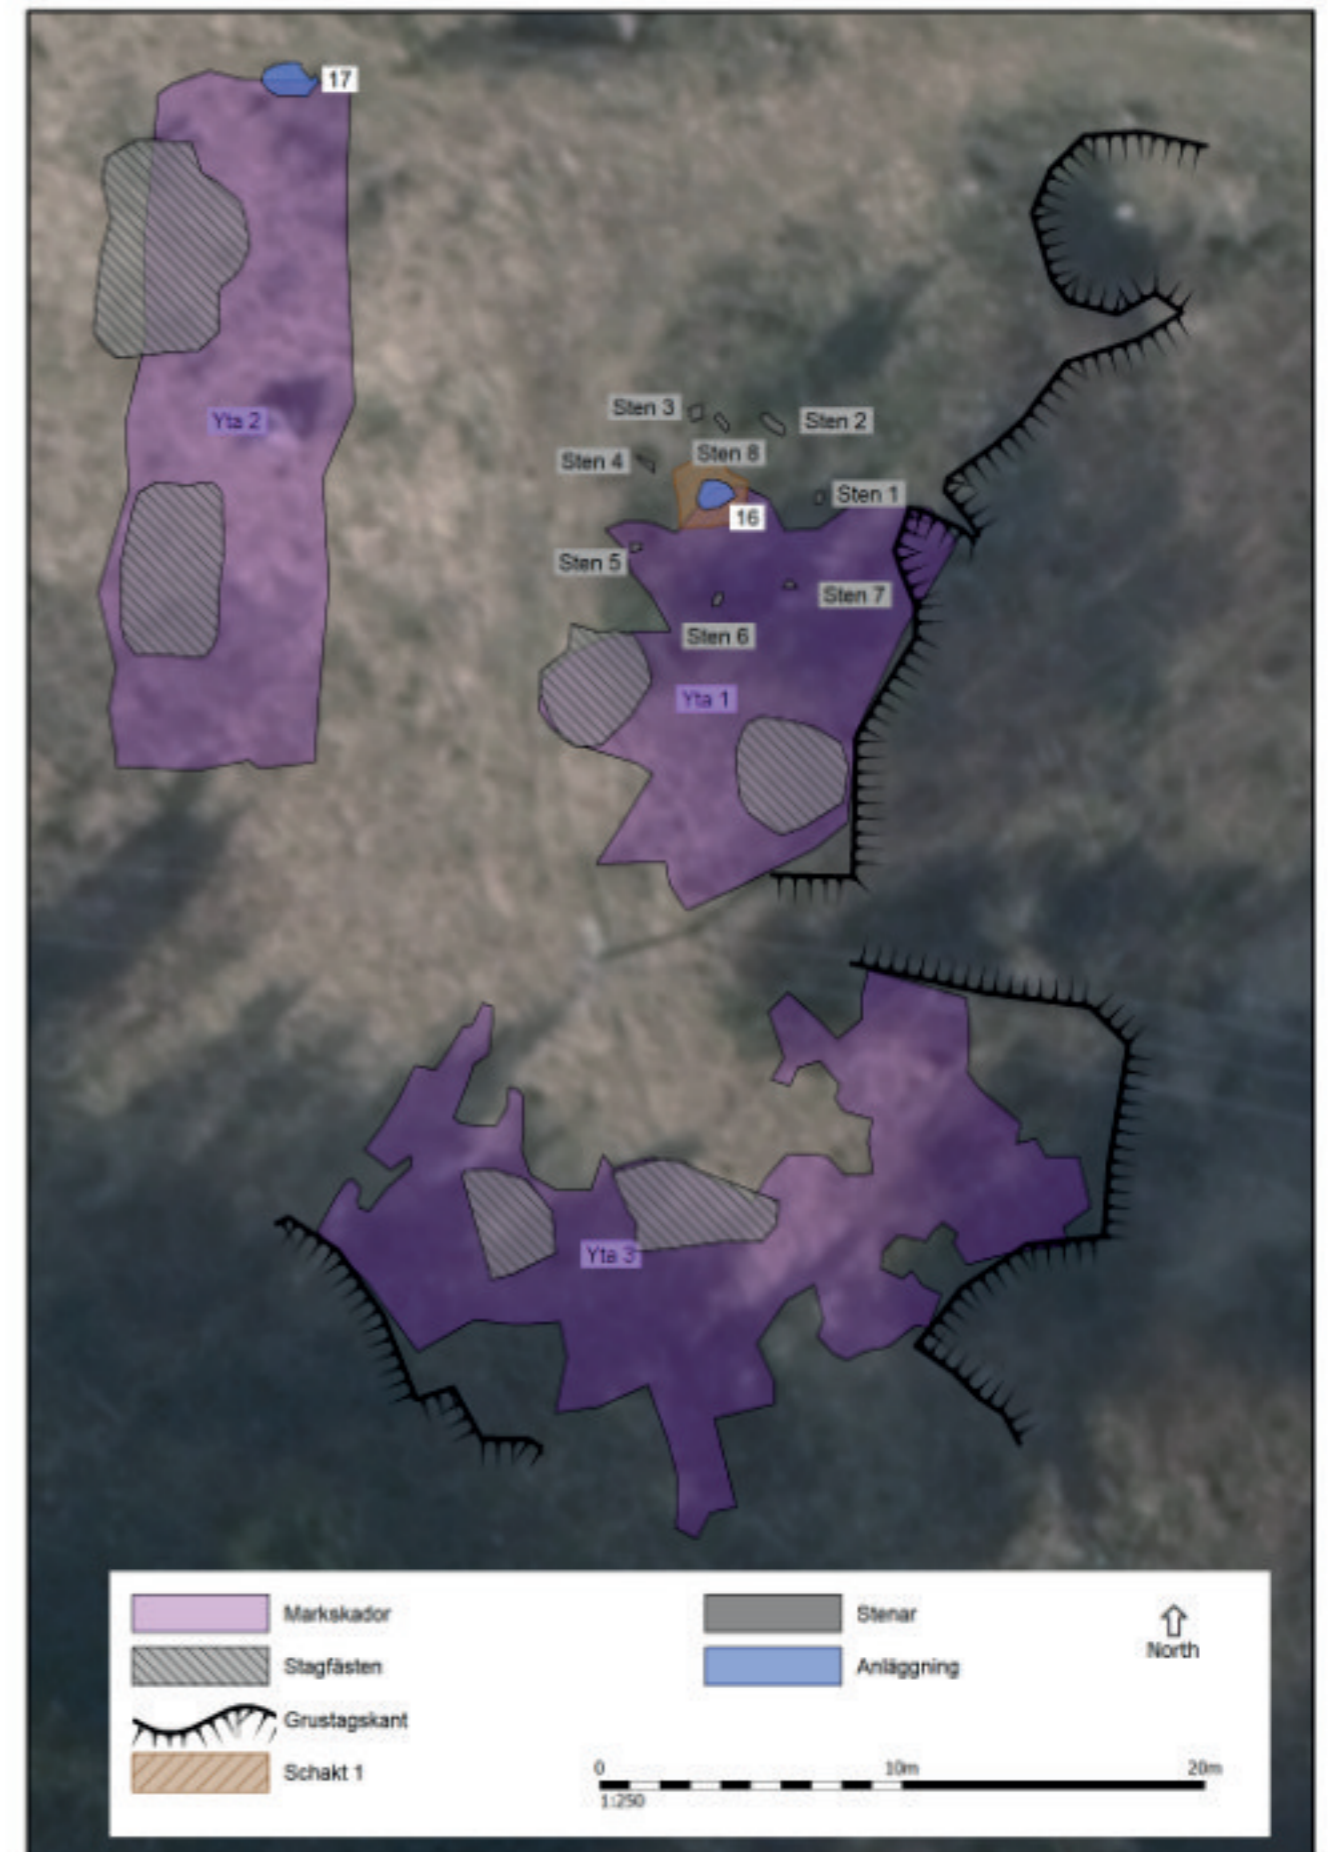 17
Yta 2
Sten 3
Sten 2
Sten 8
Sten 4
Sten 1
16
Sten 5
Sten 7
Sten 6
Yta 1
Yta 3
Markskador
Stagfästen
Grustagskant
Schakt 1
Stenar
Anläggning
North
0 10m 20m
1:250